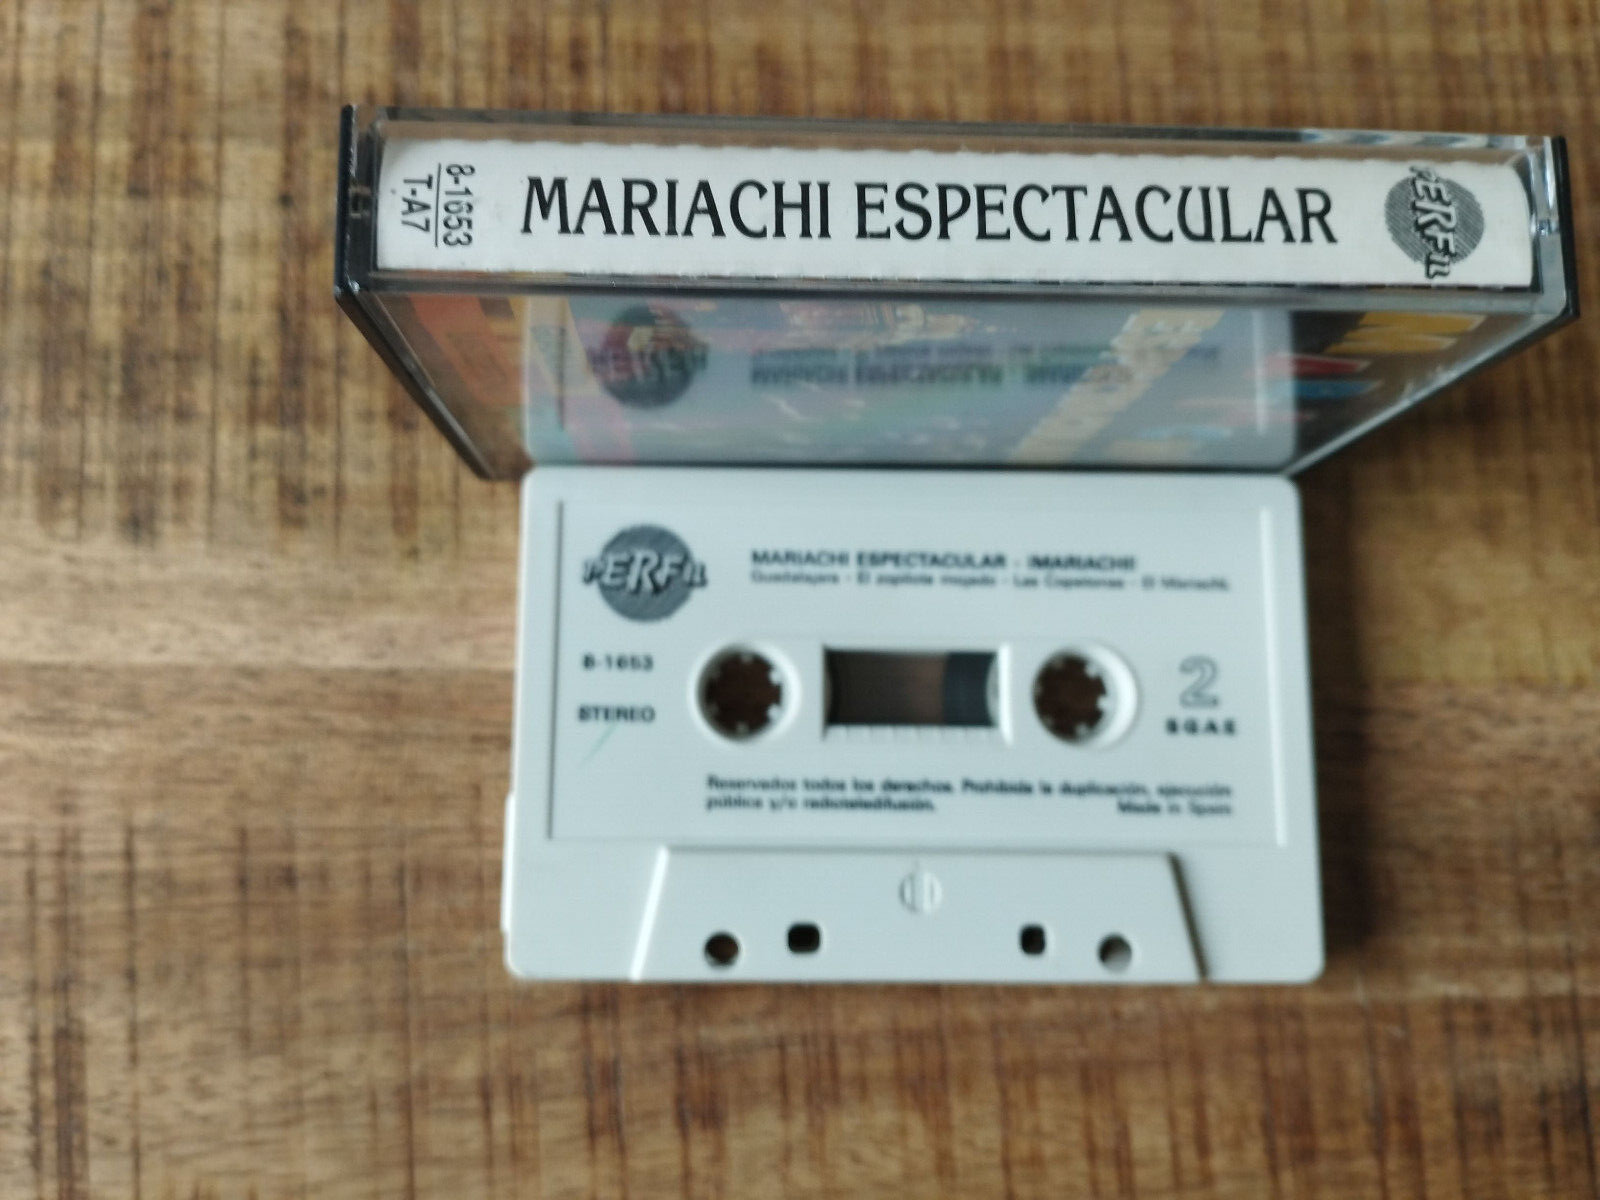 8-1653
T-A7
MARIACHI ESPECTACULAR
PERFIL
PERFIL
MARIACHI ESPECTACULAR - ¡MARIACHI!
Guadalajara - El zopilote mojado - Las Copetonas - El Mariachi.
8-1653
STEREO
2
S.G.A.E
Reservados todos los derechos. Prohibida la duplicación, ejecución
pública y/o radioteledifusión.
Made in Spain